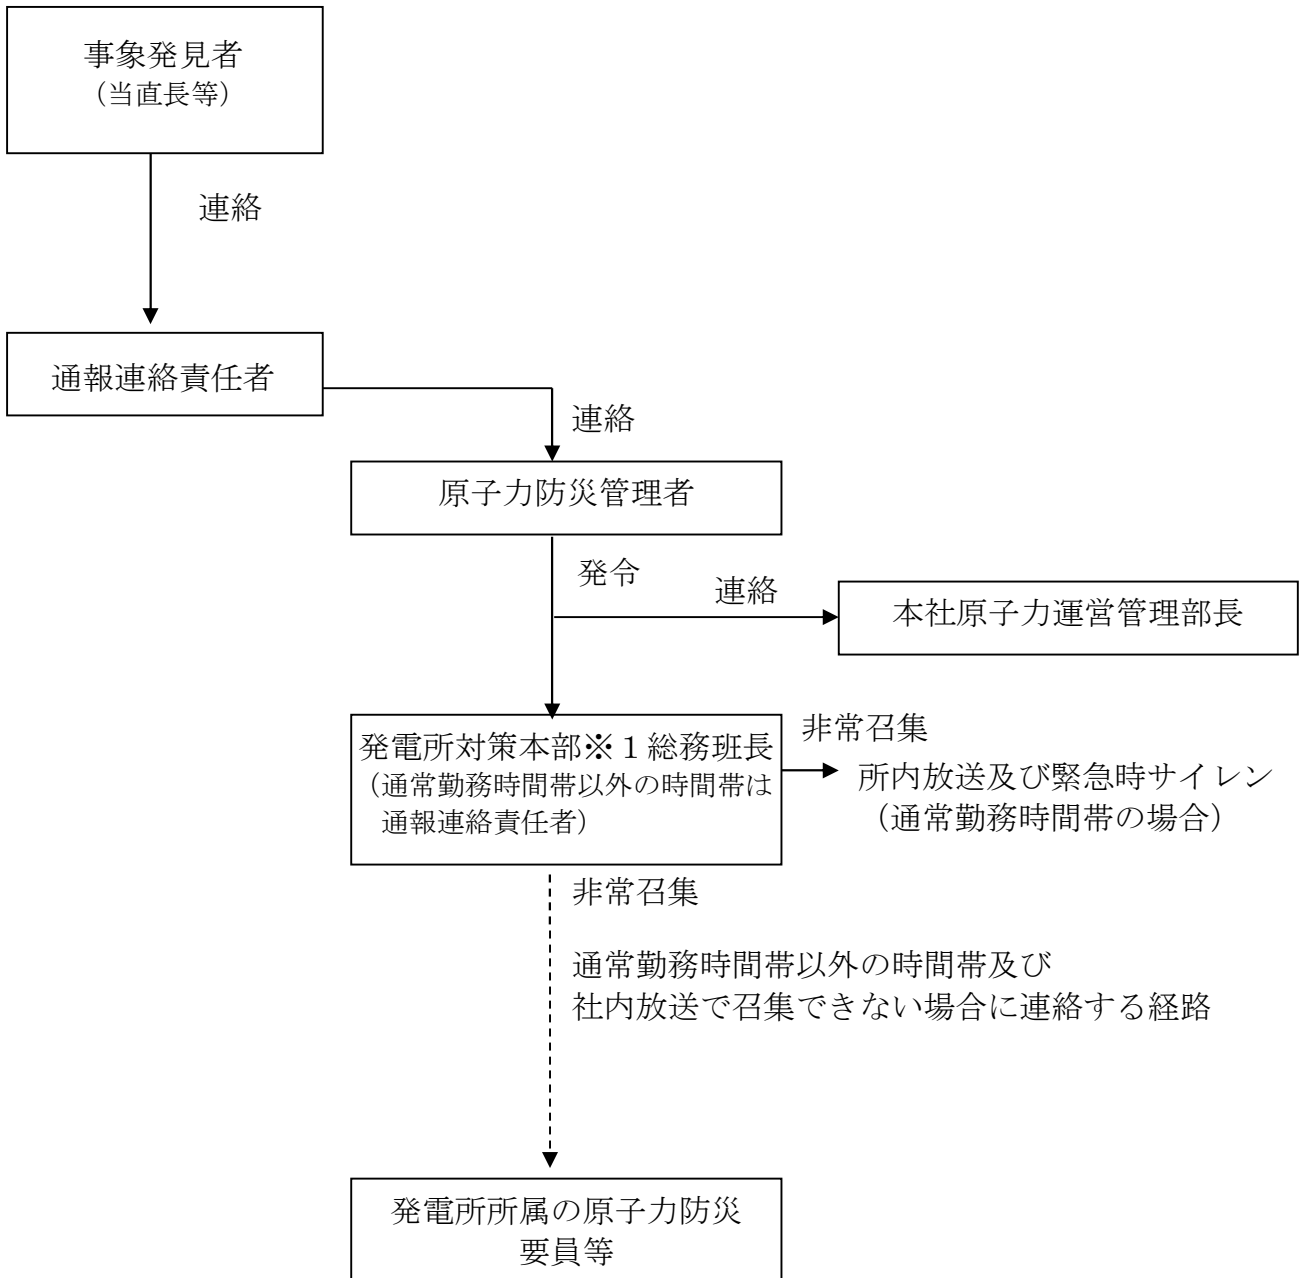 事象発見者
（当直長等）
連絡
通報連絡責任者
連絡
原子力防災管理者
発令
連絡
本社原子力運営管理部長
発電所対策本部※１総務班長
（通常勤務時間帯以外の時間帯は
通報連絡責任者）
非常召集
所内放送及び緊急時サイレン
（通常勤務時間帯の場合）
非常召集
通常勤務時間帯以外の時間帯及び
社内放送で召集できない場合に連絡する経路
発電所所属の原子力防災
要員等